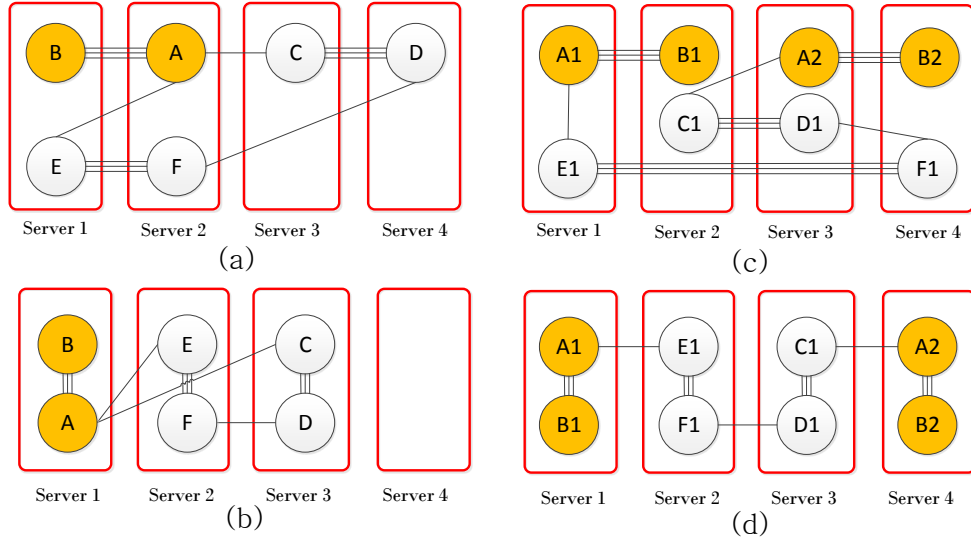 B A C D
E F
Server 1 Server 2 Server 3 Server 4
(a)
A1 B1 A2 B2
C1 D1
E1 F1
Server 1 Server 2 Server 3 Server 4
(c)
B E C
A F D
Server 1 Server 2 Server 3 Server 4
(b)
A1 E1 C1 A2
B1 F1 D1 B2
Server 1 Server 2 Server 3 Server 4
(d)